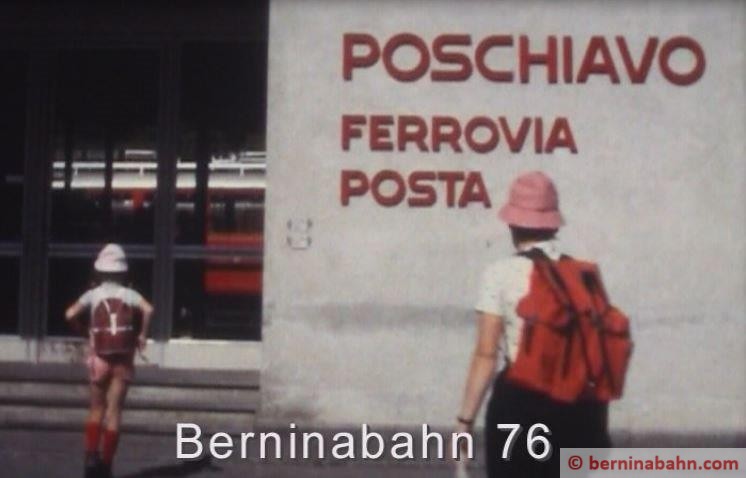 POSCHIAVO
FERROVIA
POSTA
Berninabahn 76
© berninabahn.com